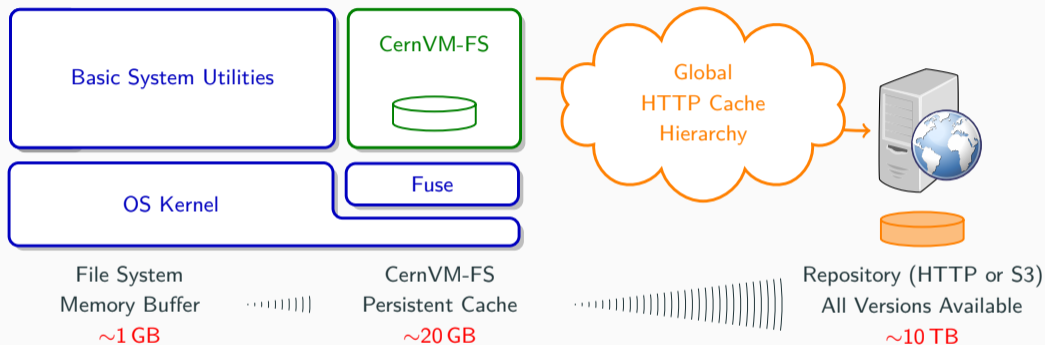 Basic System Utilities
CernVM-FS
Global
HTTP Cache
Hierarchy
OS Kernel
Fuse
File System
Memory Buffer
~1 GB
CernVM-FS
Persistent Cache
~20 GB
Repository (HTTP or S3)
All Versions Available
~10 TB